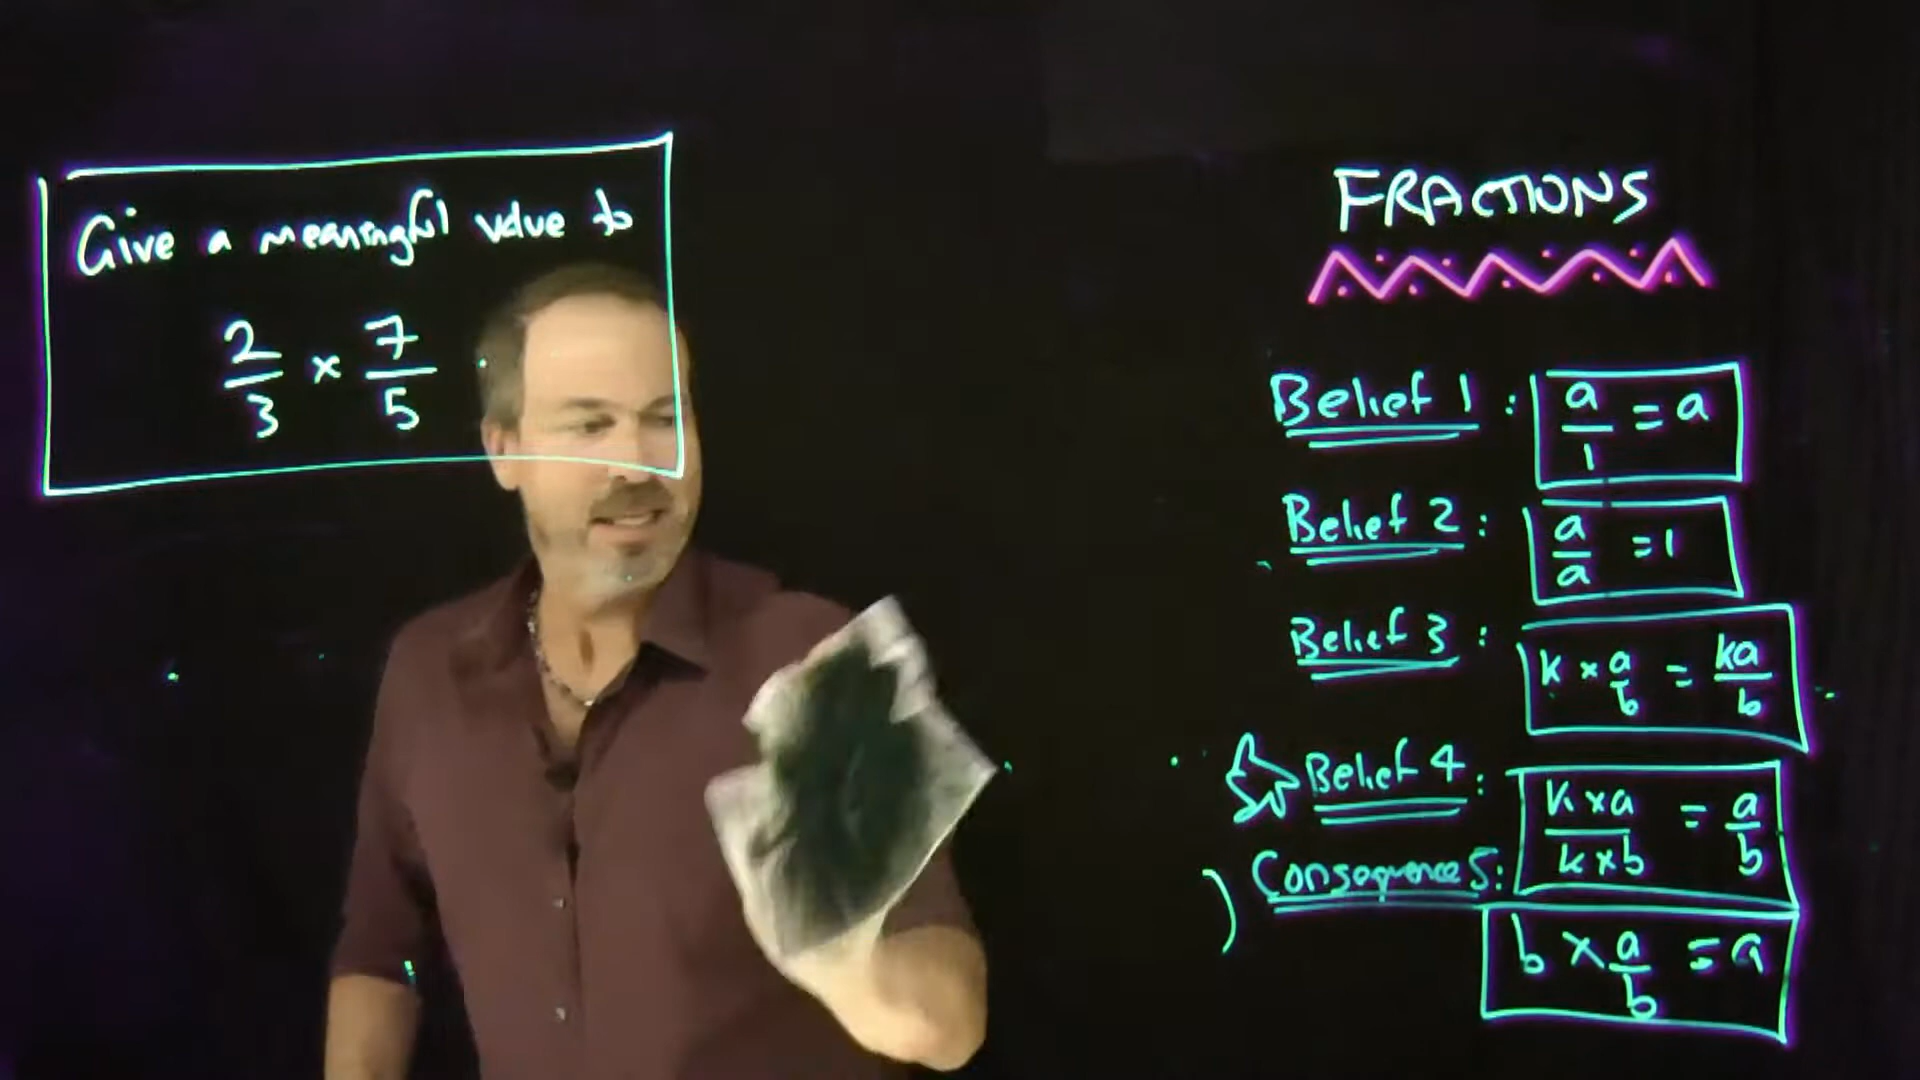 Give a meaningful value to
2/3 × 7/5
FRACTIONS
Belief 1 : a/1 = a
Belief 2 : a/a = 1
Belief 3 : k × a/b = ka/b
Belief 4 : k × a / k × b = a/b
Consequence 5 :
b × a/b = a